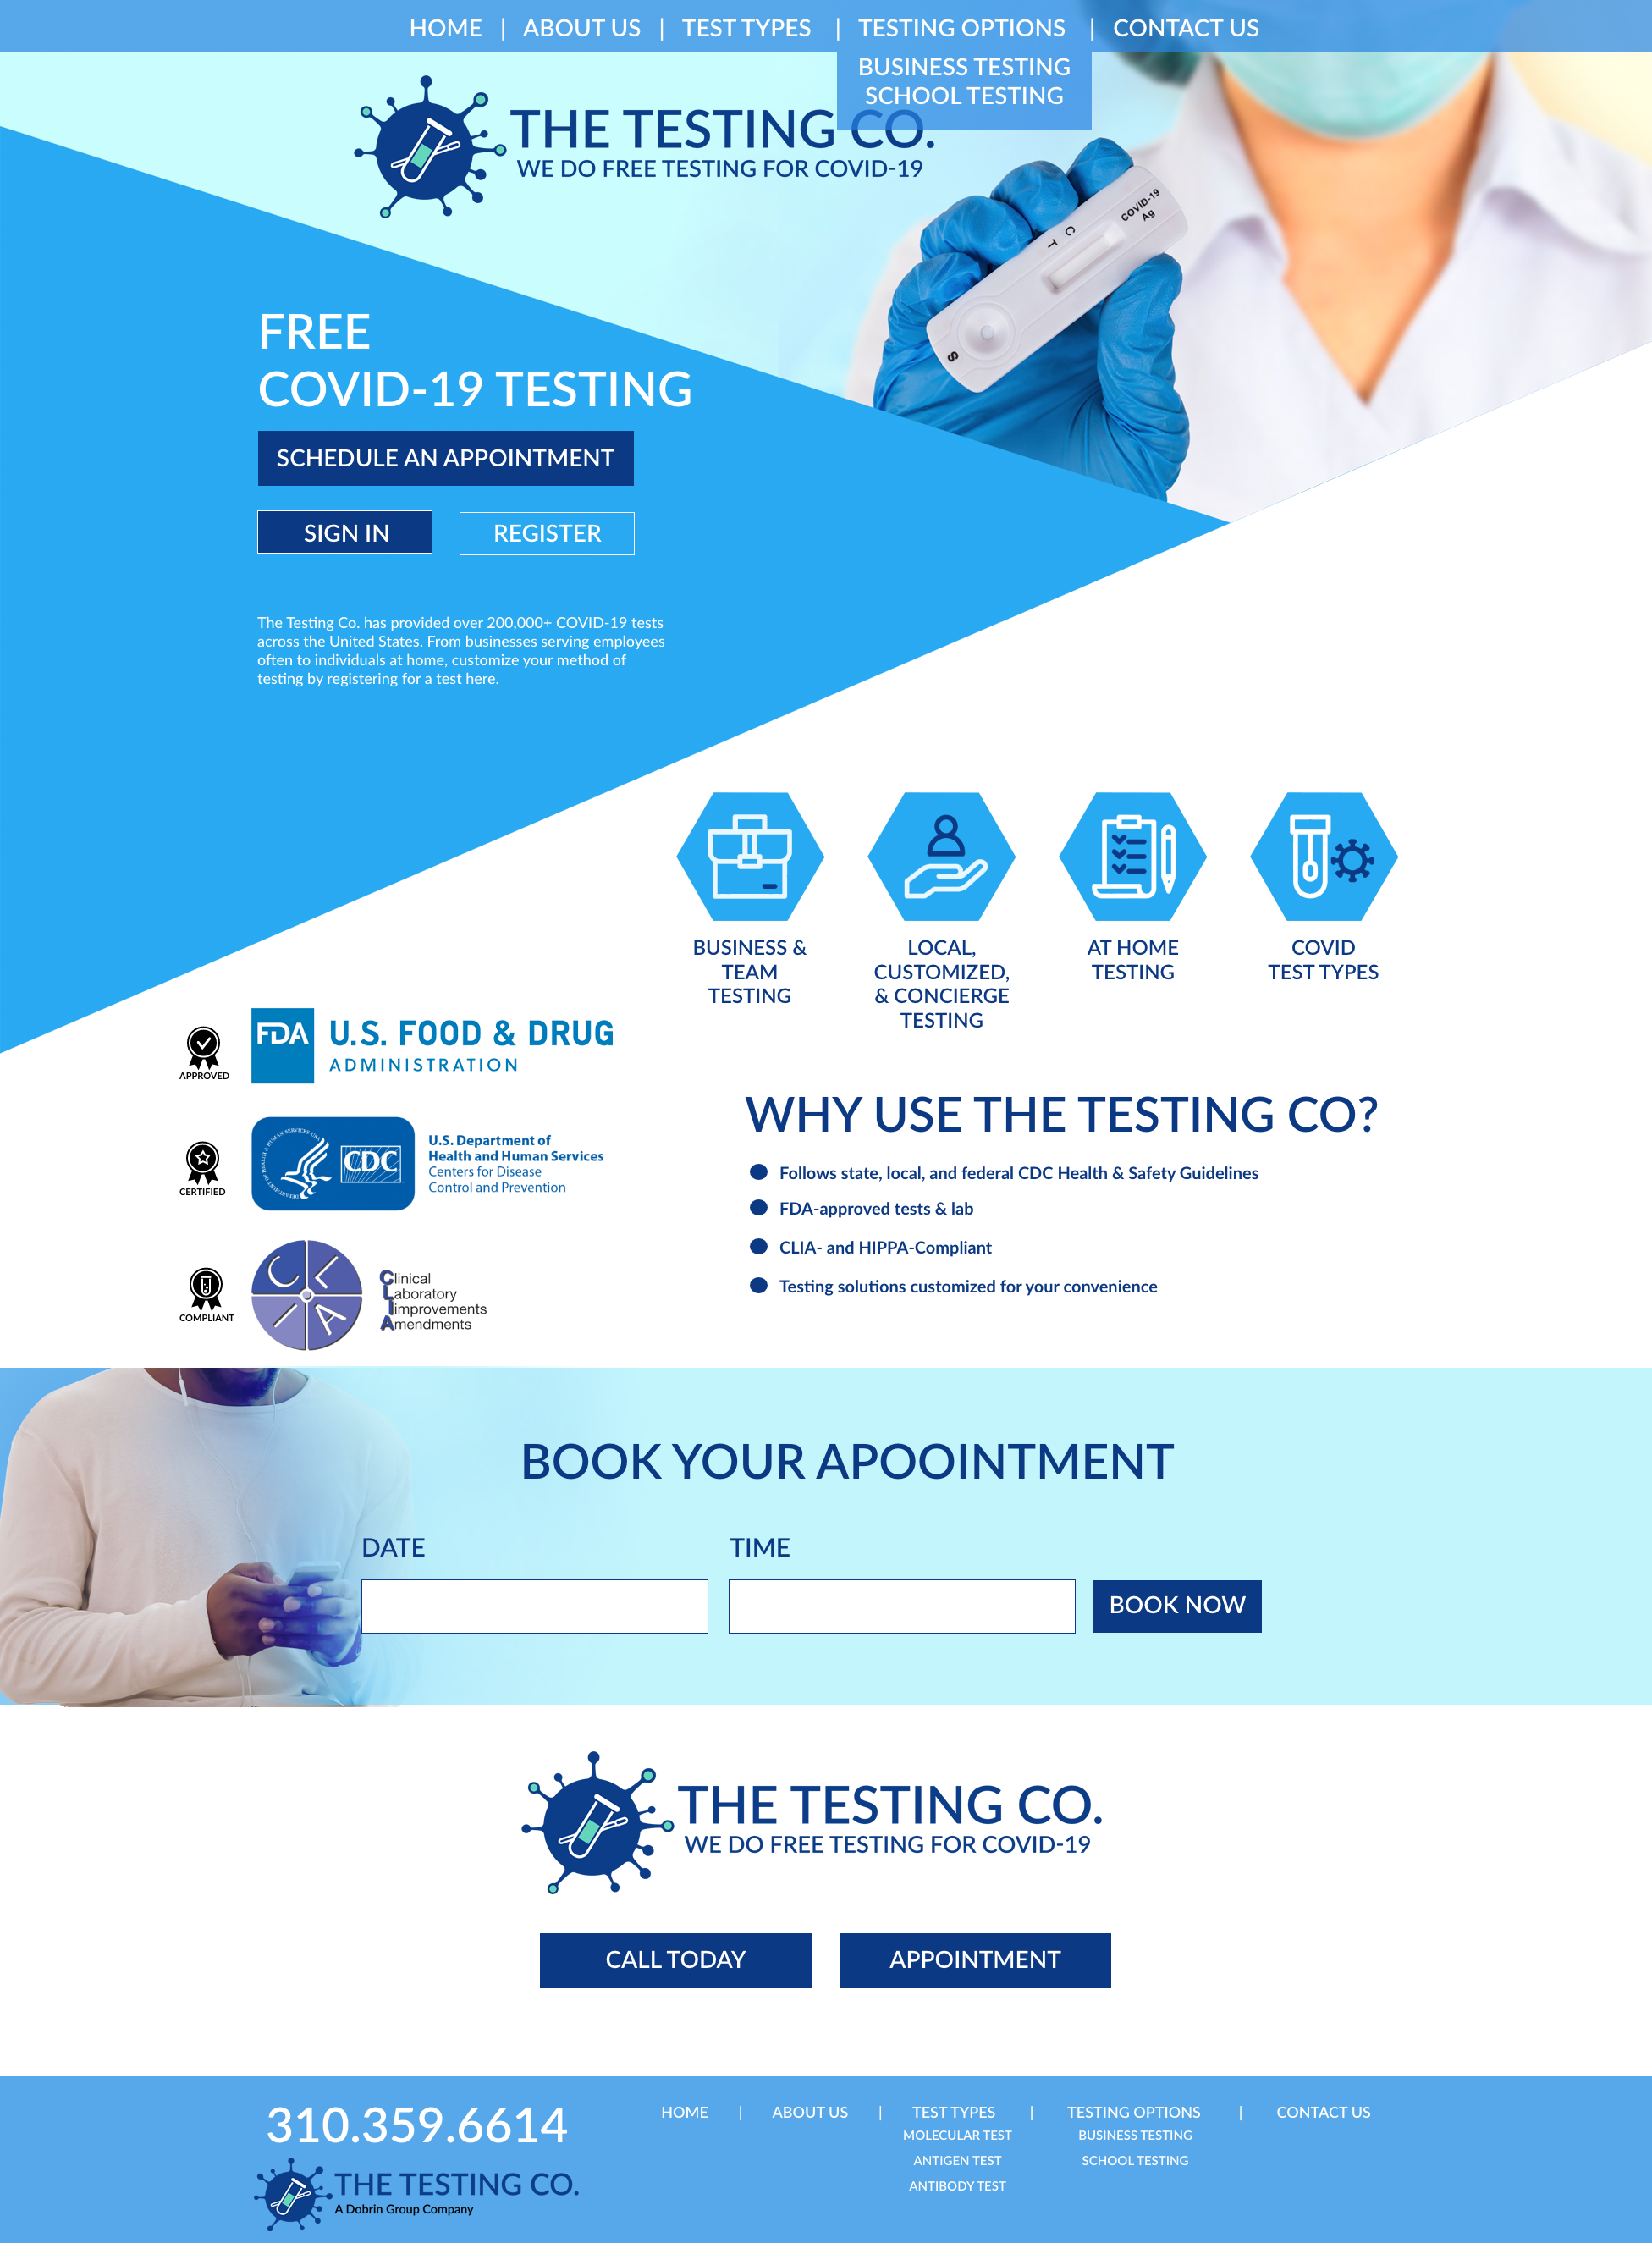 HOME | ABOUT US | TEST TYPES | TESTING OPTIONS | CONTACT US
BUSINESS TESTING
SCHOOL TESTING
THE TESTING CO.
WE DO FREE TESTING FOR COVID-19
COVID-19
Ag
C
T
S
FREE
COVID-19 TESTING
SCHEDULE AN APPOINTMENT
SIGN IN
REGISTER
The Testing Co. has provided over 200,000+ COVID-19 tests
across the United States. From businesses serving employees
often to individuals at home, customize your method of
testing by registering for a test here.
BUSINESS &
TEAM
TESTING
LOCAL,
CUSTOMIZED,
& CONCIERGE
TESTING
AT HOME
TESTING
COVID
TEST TYPES
APPROVED
FDA
U.S. FOOD & DRUG
ADMINISTRATION
CERTIFIED
DEPARTMENT OF HEALTH & HUMAN SERVICES·USA
CDC
U.S. Department of
Health and Human Services
Centers for Disease
Control and Prevention
COMPLIANT
CLIA
Clinical
Laboratory
Iimprovements
Amendments
WHY USE THE TESTING CO?
Follows state, local, and federal CDC Health & Safety Guidelines
FDA-approved tests & lab
CLIA- and HIPPA-Compliant
Testing solutions customized for your convenience
BOOK YOUR APOOINTMENT
DATE
TIME
BOOK NOW
THE TESTING CO.
WE DO FREE TESTING FOR COVID-19
CALL TODAY
APPOINTMENT
310.359.6614
THE TESTING CO.
A Dobrin Group Company
HOME | ABOUT US | TEST TYPES | TESTING OPTIONS | CONTACT US
MOLECULAR TEST
ANTIGEN TEST
ANTIBODY TEST
BUSINESS TESTING
SCHOOL TESTING